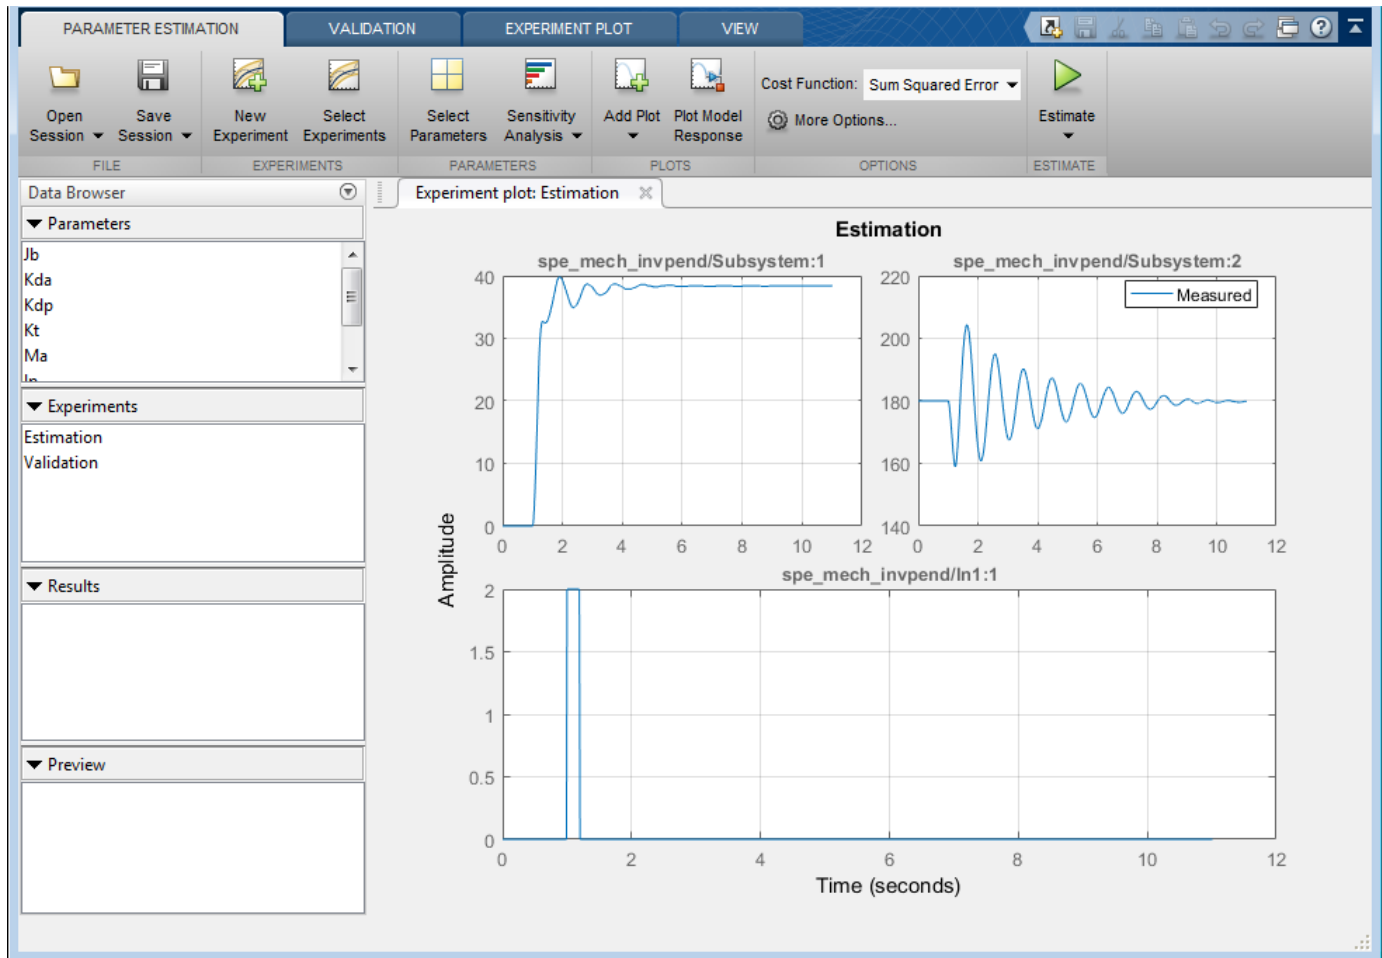 PARAMETER ESTIMATION
VALIDATION
EXPERIMENT PLOT
VIEW
Open Session
Save Session
New Experiment
Select Experiments
Select Parameters
Sensitivity Analysis
Add Plot
Plot Model Response
Cost Function: Sum Squared Error
More Options...
Estimate
FILE
EXPERIMENTS
PARAMETERS
PLOTS
OPTIONS
ESTIMATE
Data Browser
Parameters
Jb
Kda
Kdp
Kt
Ma
Experiments
Estimation
Validation
Results
Preview
Experiment plot: Estimation
Estimation
spe_mech_invpend/Subsystem:1
40
30
20
10
0
0 2 4 6 8 10 12
spe_mech_invpend/Subsystem:2
Measured
220
200
180
160
140
0 2 4 6 8 10 12
Amplitude
spe_mech_invpend/In1:1
2
1.5
1
0.5
0
0 2 4 6 8 10 12
Time (seconds)